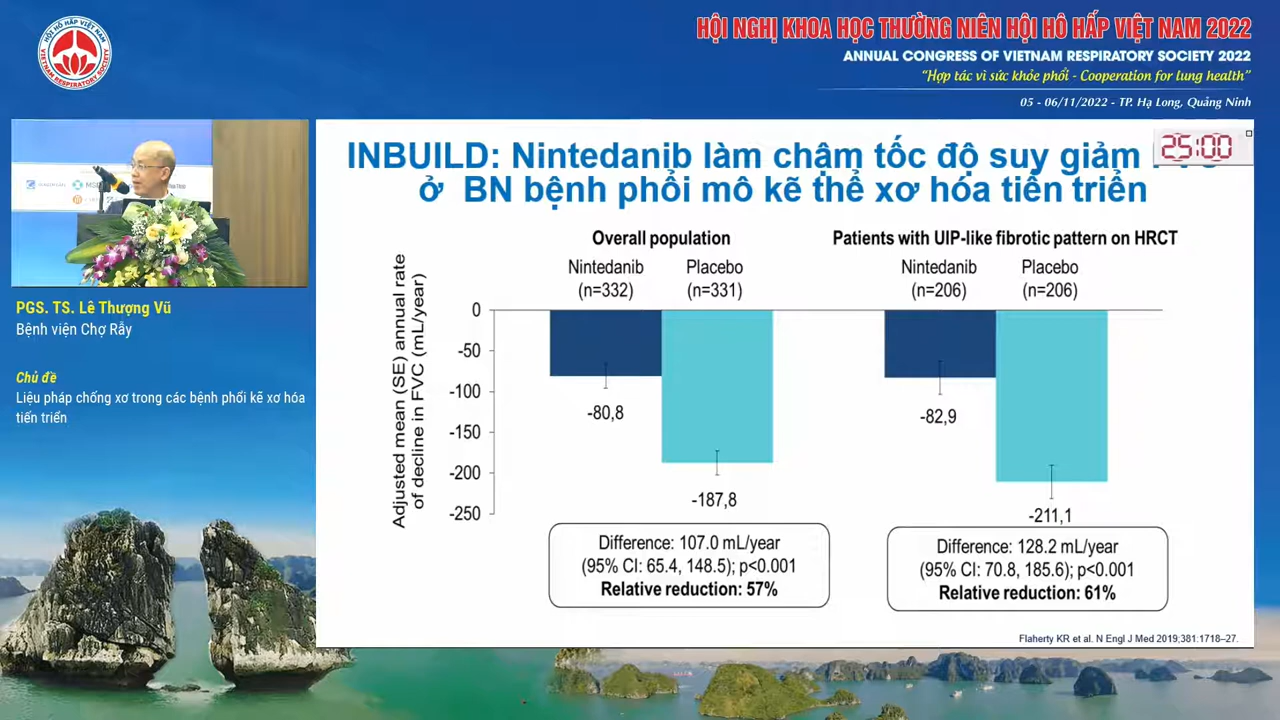 HỘI HÔ HẤP VIỆT NAM
VIETNAM RESPIRATORY SOCIETY
HỘI NGHỊ KHOA HỌC THƯỜNG NIÊN HỘI HÔ HẤP VIỆT NAM 2022
ANNUAL CONGRESS OF VIETNAM RESPIRATORY SOCIETY 2022
“Hợp tác vì sức khỏe phổi - Cooperation for lung health”
05 - 06/11/2022 - TP. Hạ Long, Quảng Ninh
PGS. TS. Lê Thượng Vũ
Bệnh viện Chợ Rẫy
Chủ đề
Liệu pháp chống xơ trong các bệnh phổi kẽ xơ hóa
tiến triển
25:00
INBUILD: Nintedanib làm chậm tốc độ suy giảm
ở BN bệnh phổi mô kẽ thể xơ hóa tiến triển
Overall population
Patients with UIP-like fibrotic pattern on HRCT
Nintedanib
(n=332)
Placebo
(n=331)
Nintedanib
(n=206)
Placebo
(n=206)
Adjusted mean (SE) annual rate
of decline in FVC (mL/year)
0
-50
-100
-150
-200
-250
-80,8
-187,8
-82,9
-211,1
Difference: 107.0 mL/year
(95% CI: 65.4, 148.5); p<0.001
Relative reduction: 57%
Difference: 128.2 mL/year
(95% CI: 70.8, 185.6); p<0.001
Relative reduction: 61%
Flaherty KR et al. N Engl J Med 2019;381:1718–27.